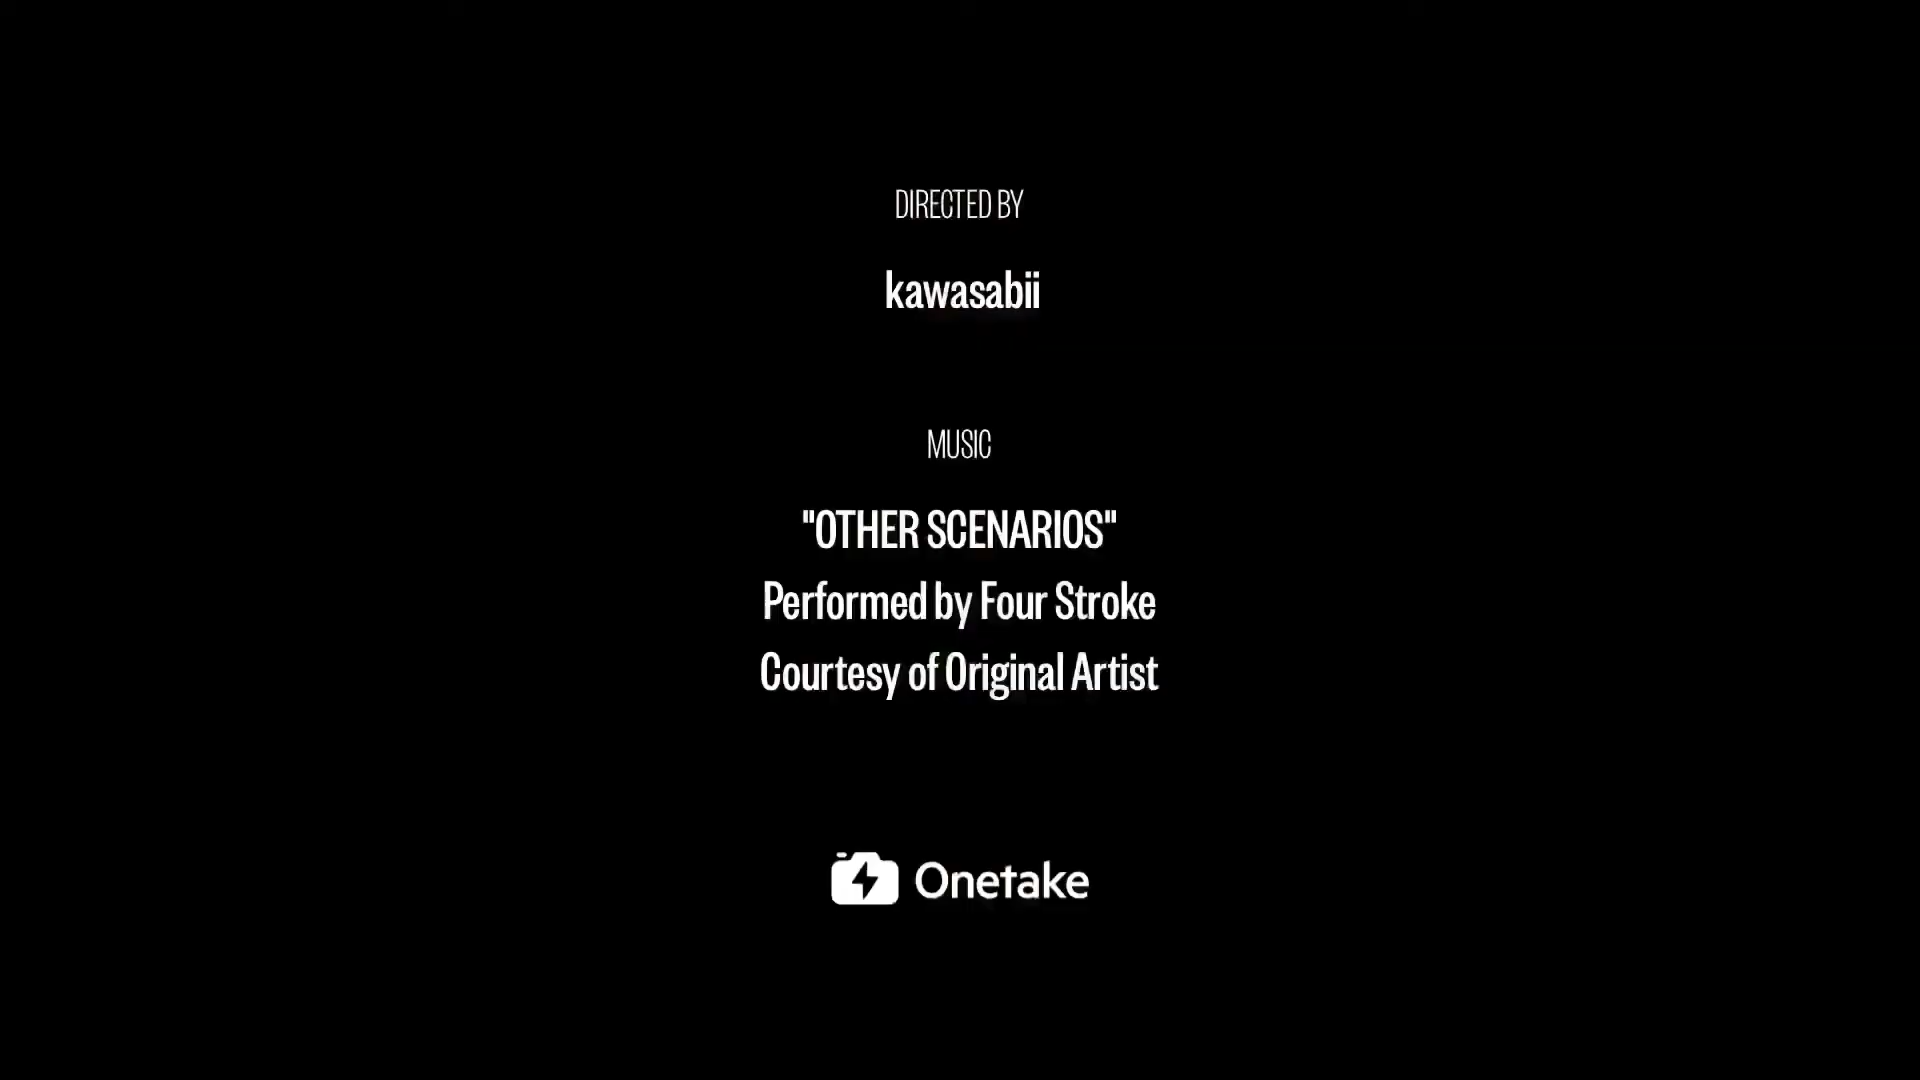 DIRECTED BY
kawasabii
MUSIC
"OTHER SCENARIOS"
Performed by Four Stroke
Courtesy of Original Artist
Onetake